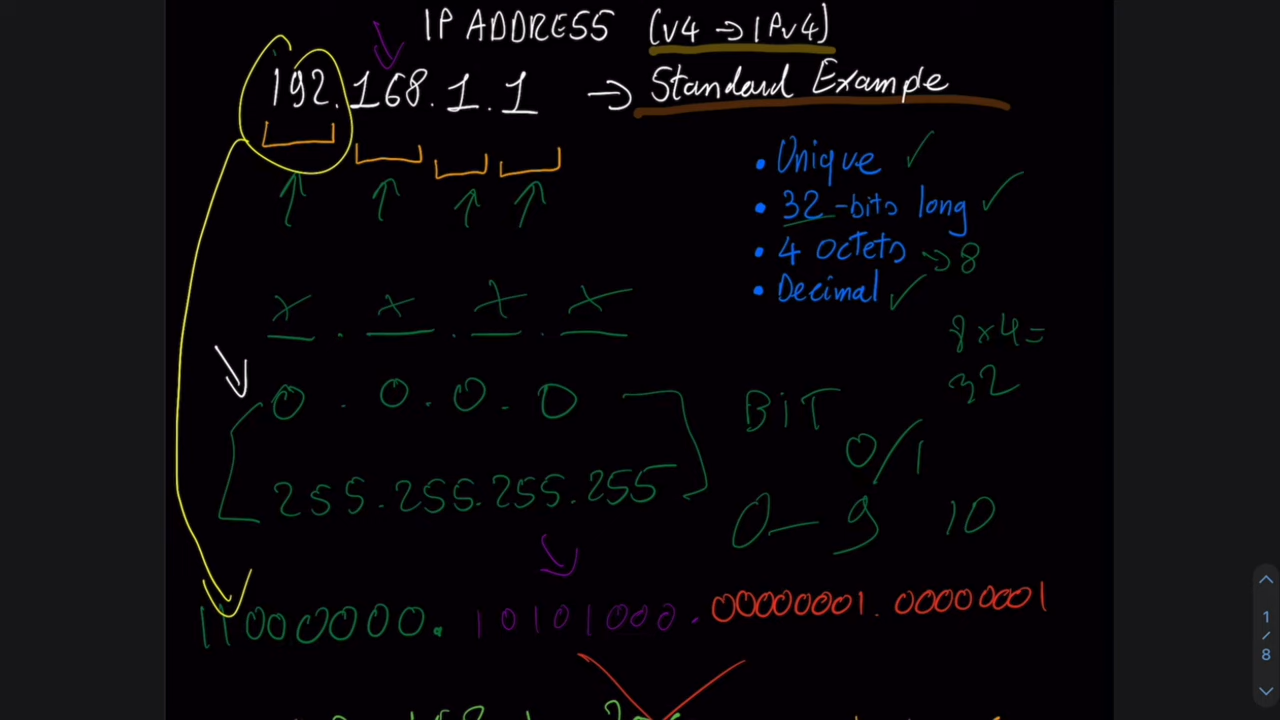 IP ADDRESS (v4 → IPv4)
192.168.1.1 → Standard Example
• Unique ✓
• 32-bits long ✓
• 4 Octets → 8
• Decimal ✓
x . x . x . x
8x4=
32
0 . 0 . 0 . 0
BiT
0/1
255.255.255.255
0-9 10
11000000. 10101000. 00000001. 00000001
1
/
8